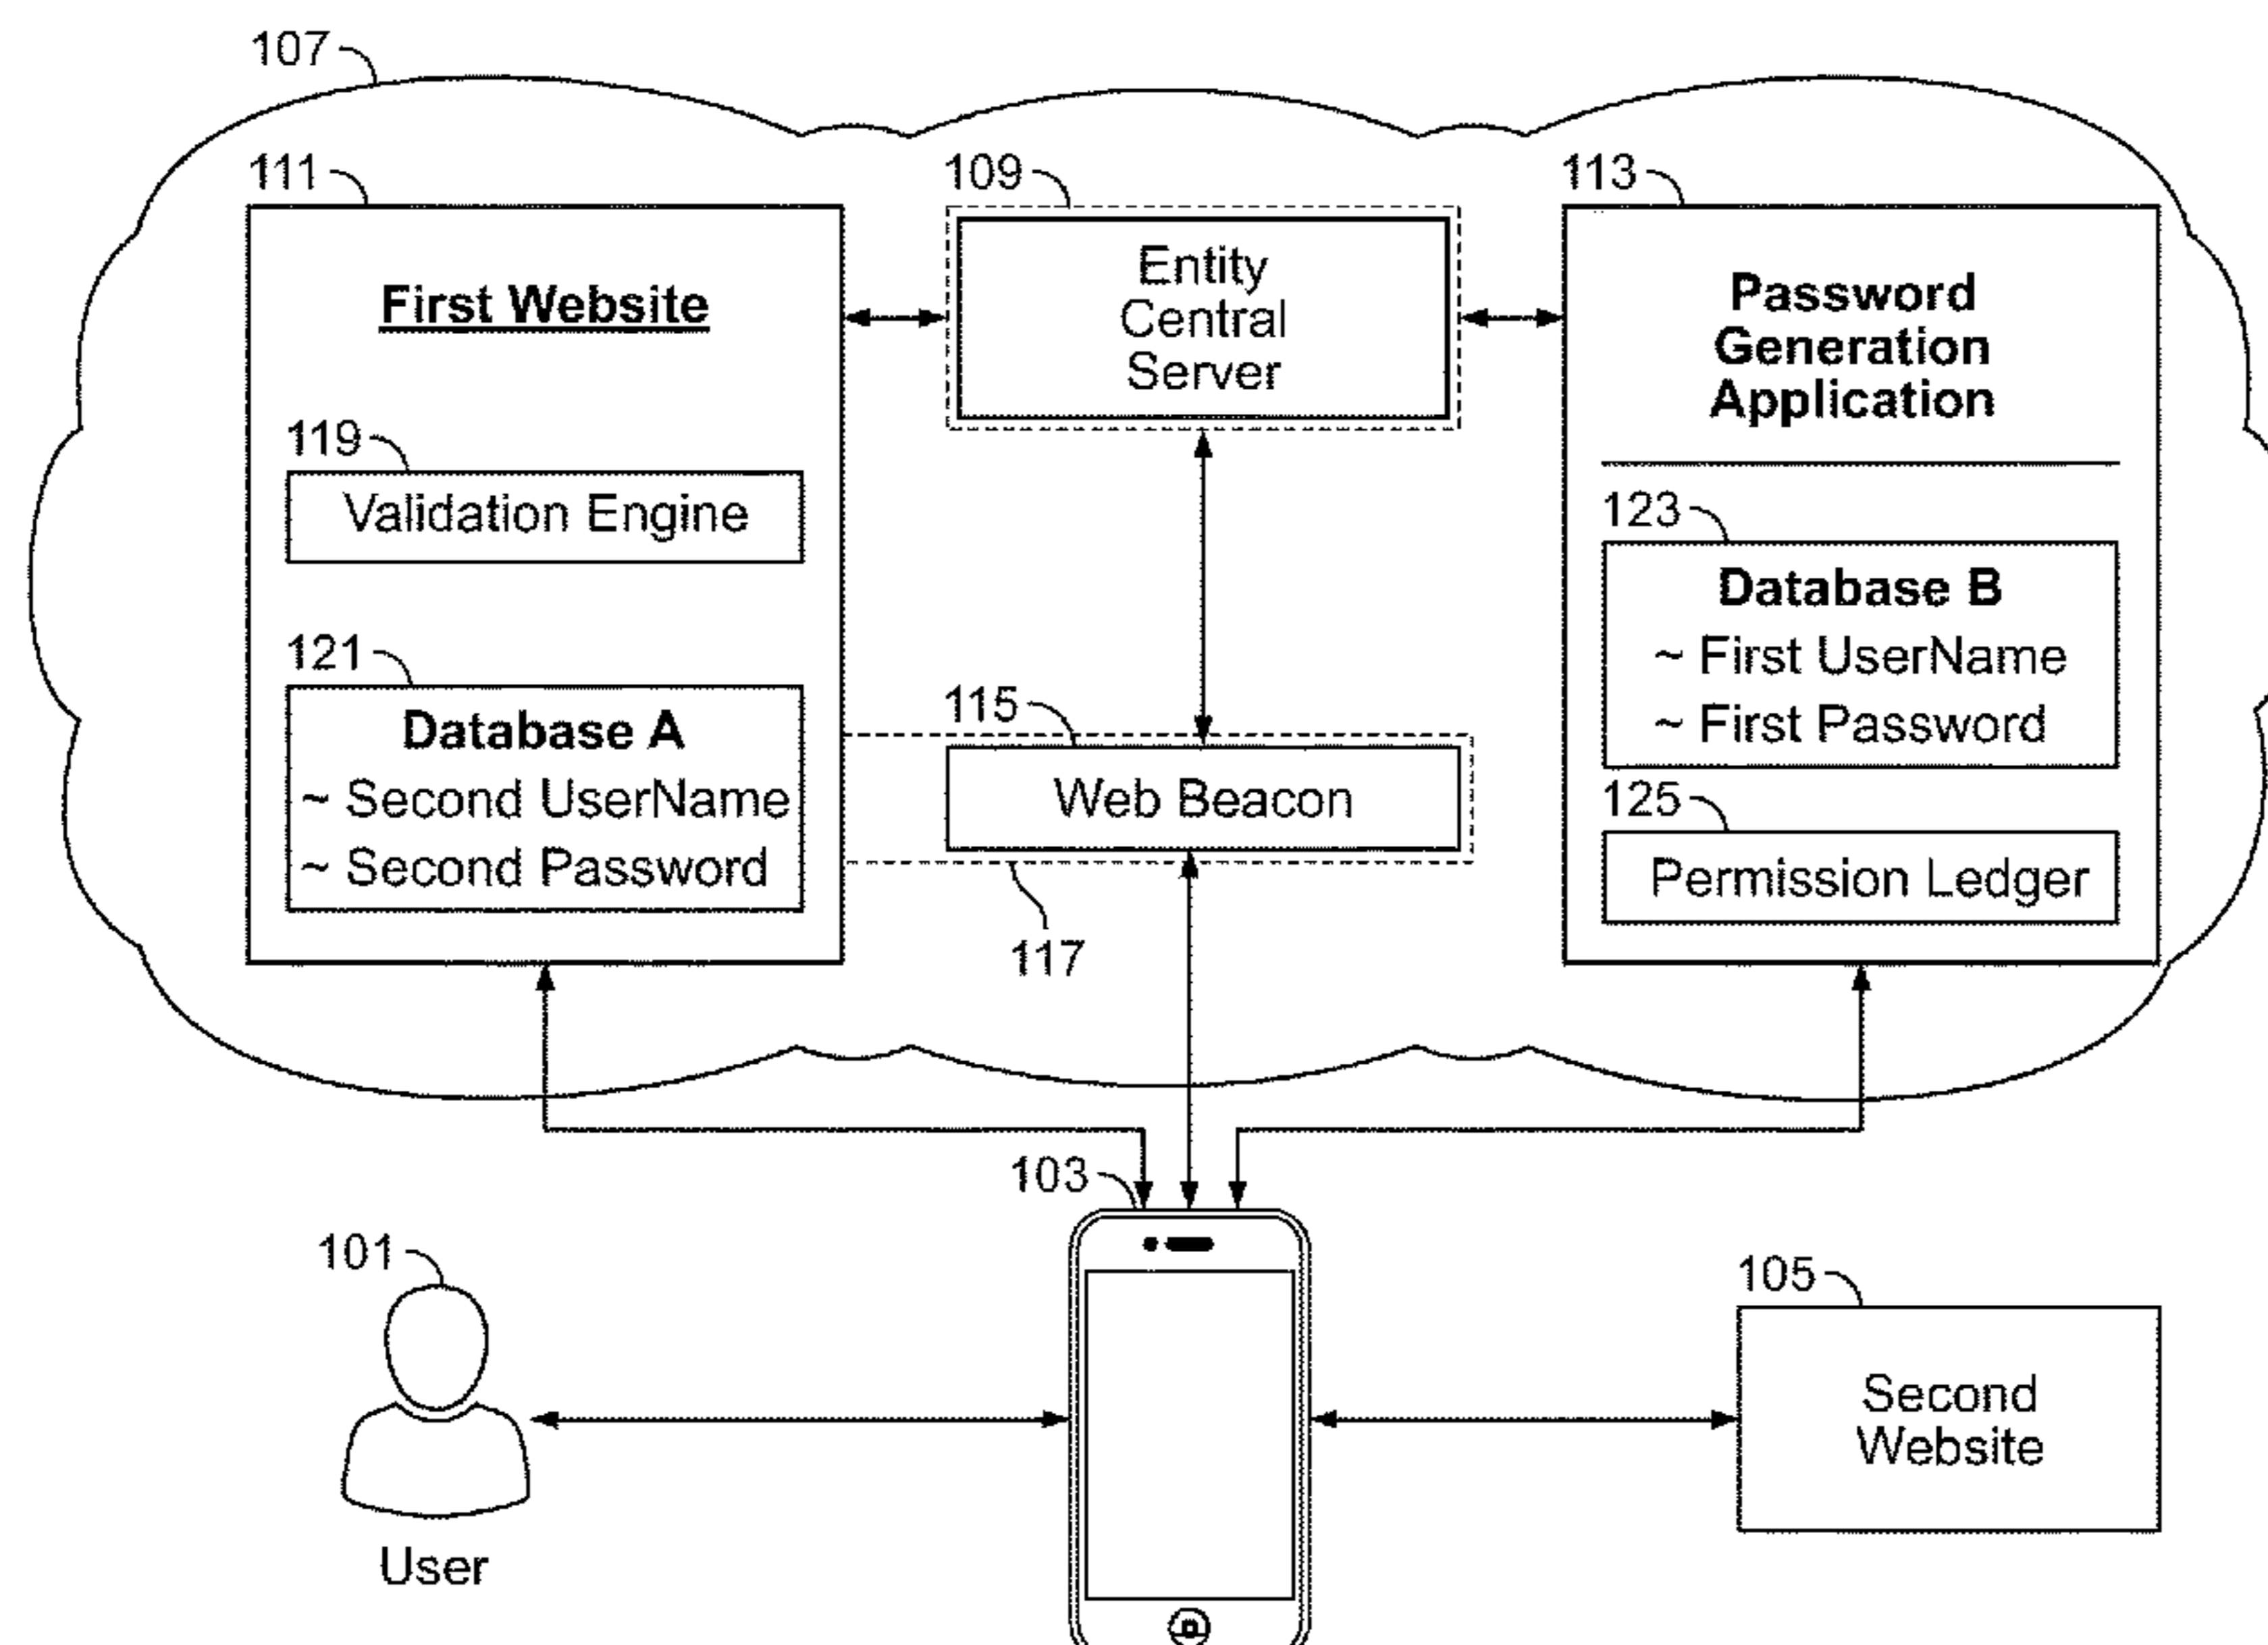 107
111
109
113
First Website
Entity
Central
Server
Password
Generation
Application
119
Validation Engine
123
Database B
~ First UserName
~ First Password
121
Database A
~ Second UserName
~ Second Password
115
Web Beacon
117
125
Permission Ledger
103
101
User
105
Second
Website